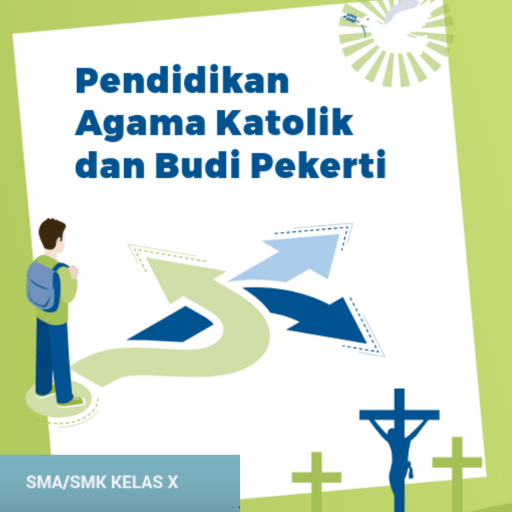 Pendidikan
Agama Katolik
dan Budi Pekerti
SMA/SMK KELAS X